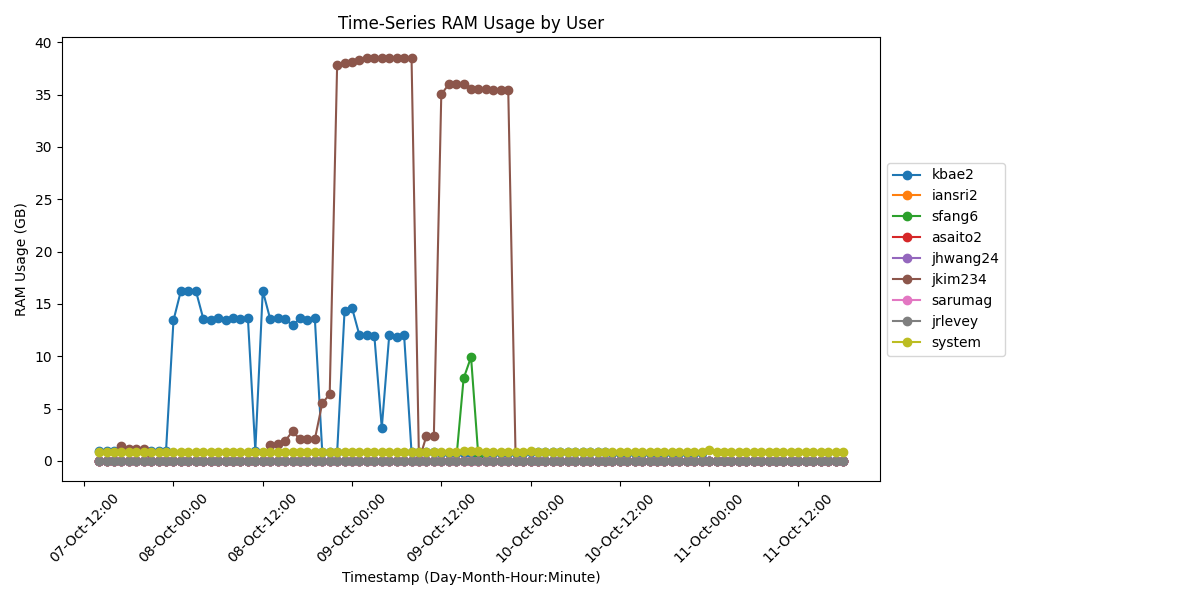 Time-Series RAM Usage by User
RAM Usage (GB)
40
35
30
25
20
15
10
5
0
07-Oct-12:00
08-Oct-00:00
08-Oct-12:00
09-Oct-00:00
09-Oct-12:00
10-Oct-00:00
10-Oct-12:00
11-Oct-00:00
11-Oct-12:00
Timestamp (Day-Month-Hour:Minute)
kbae2
iansri2
sfang6
asaito2
jhwang24
jkim234
sarumag
jrlevey
system